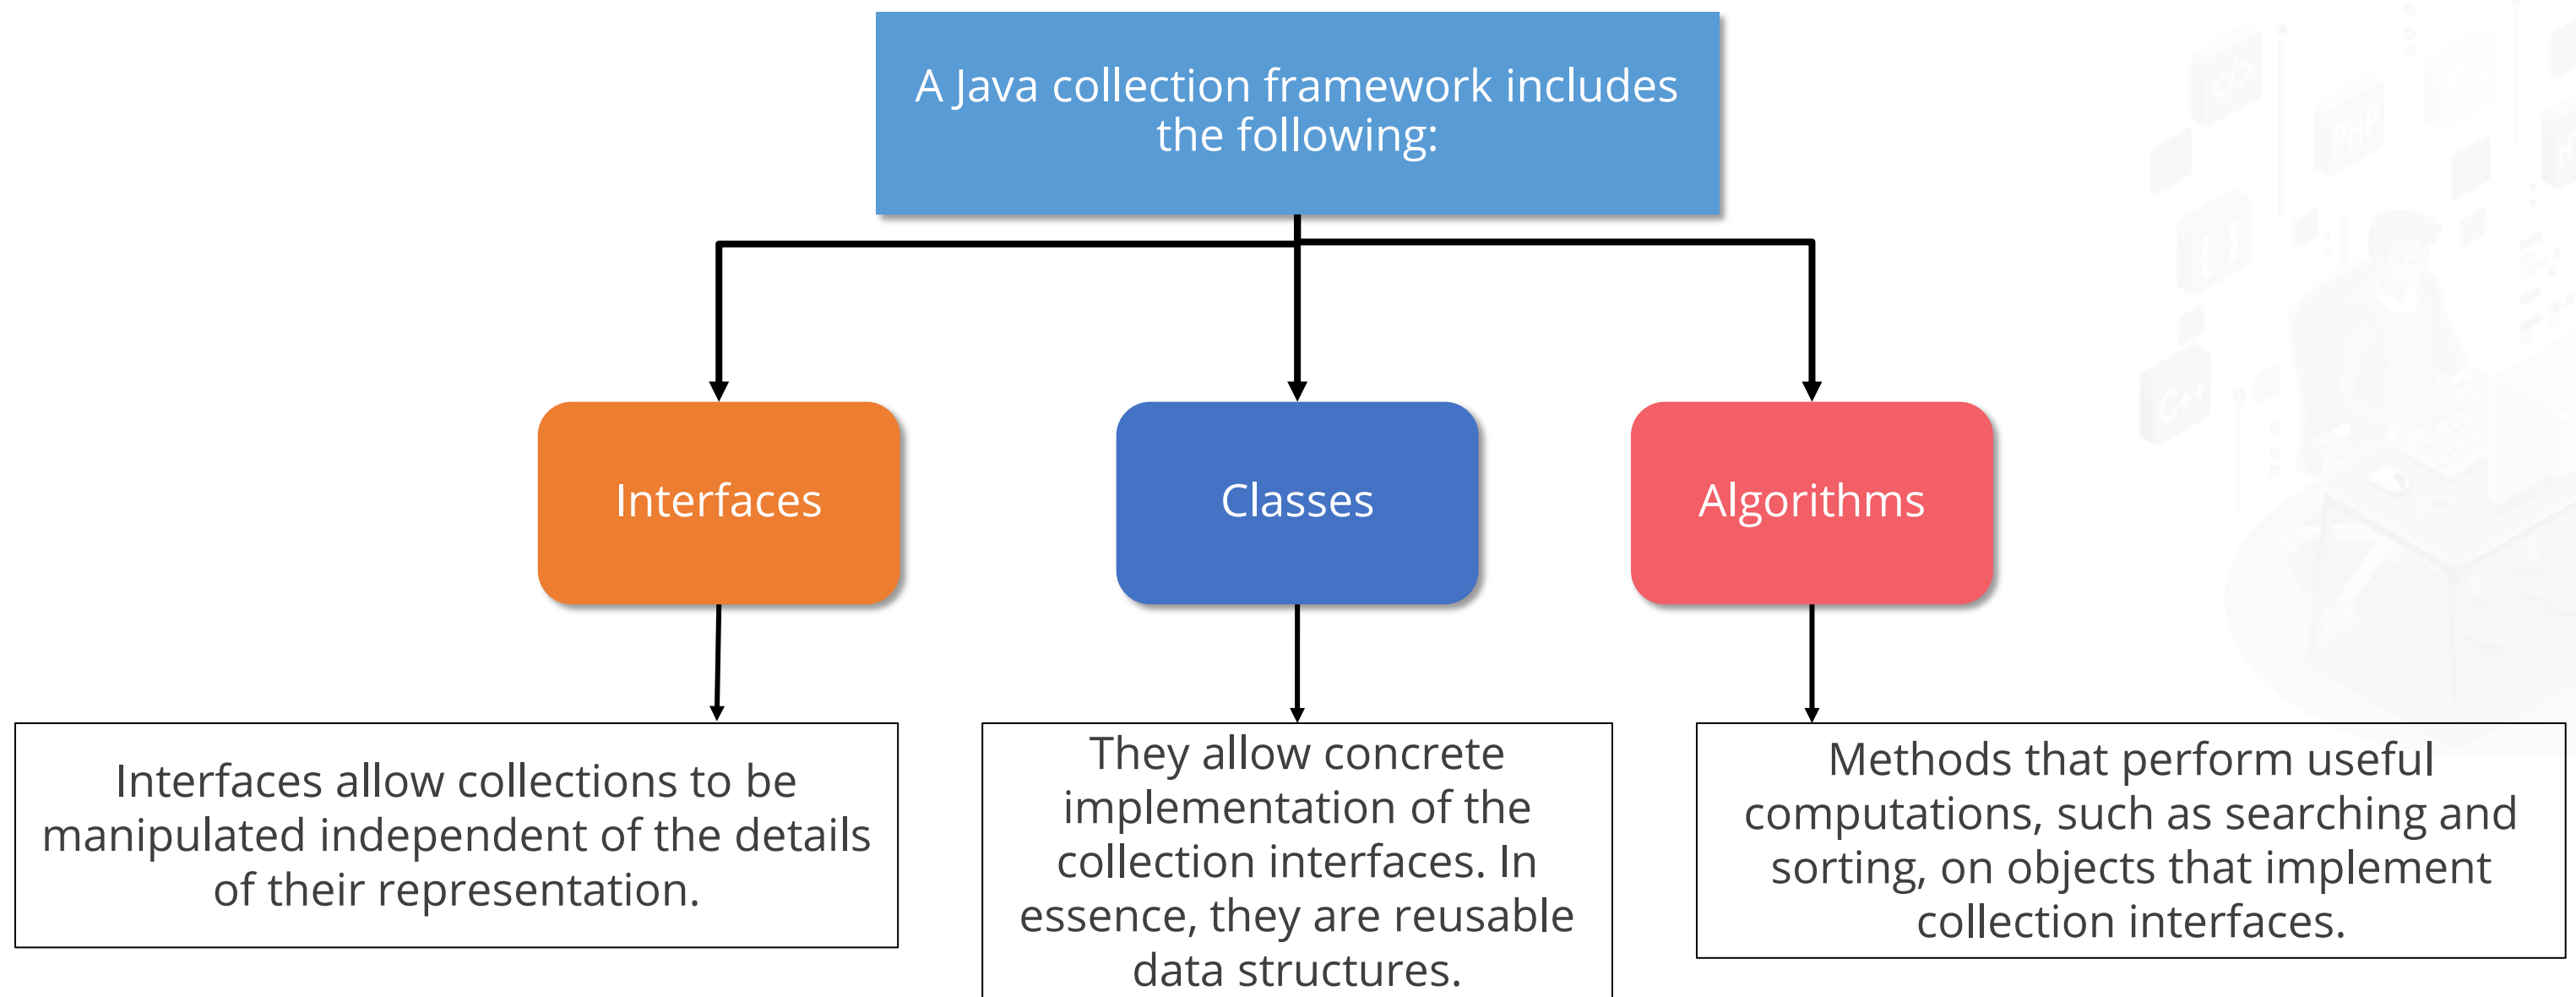 A Java collection framework includes
the following:
Interfaces
Classes
Algorithms
Interfaces allow collections to be
manipulated independent of the details
of their representation.
They allow concrete
implementation of the
collection interfaces. In
essence, they are reusable
data structures.
Methods that perform useful
computations, such as searching and
sorting, on objects that implement
collection interfaces.
</>
PHP
{ }
C++